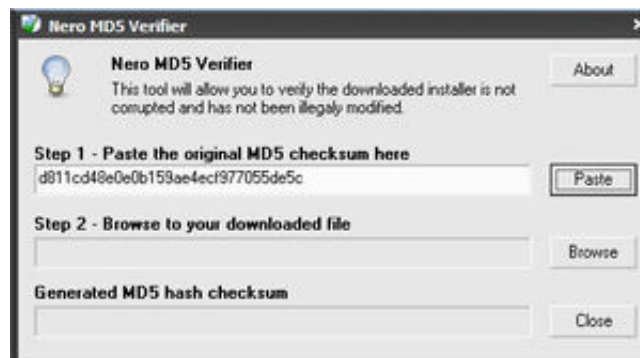 Nero MD5 Verifier
Nero MD5 Verifier
This tool will allow you to verify the downloaded installer is not
corrupted and has not been illegaly modified.
About
Step 1 - Paste the original MD5 checksum here
d811cd48e0e0b159ae4ecf977055de5c
Paste
Step 2 - Browse to your downloaded file
Browse
Generated MD5 hash checksum
Close